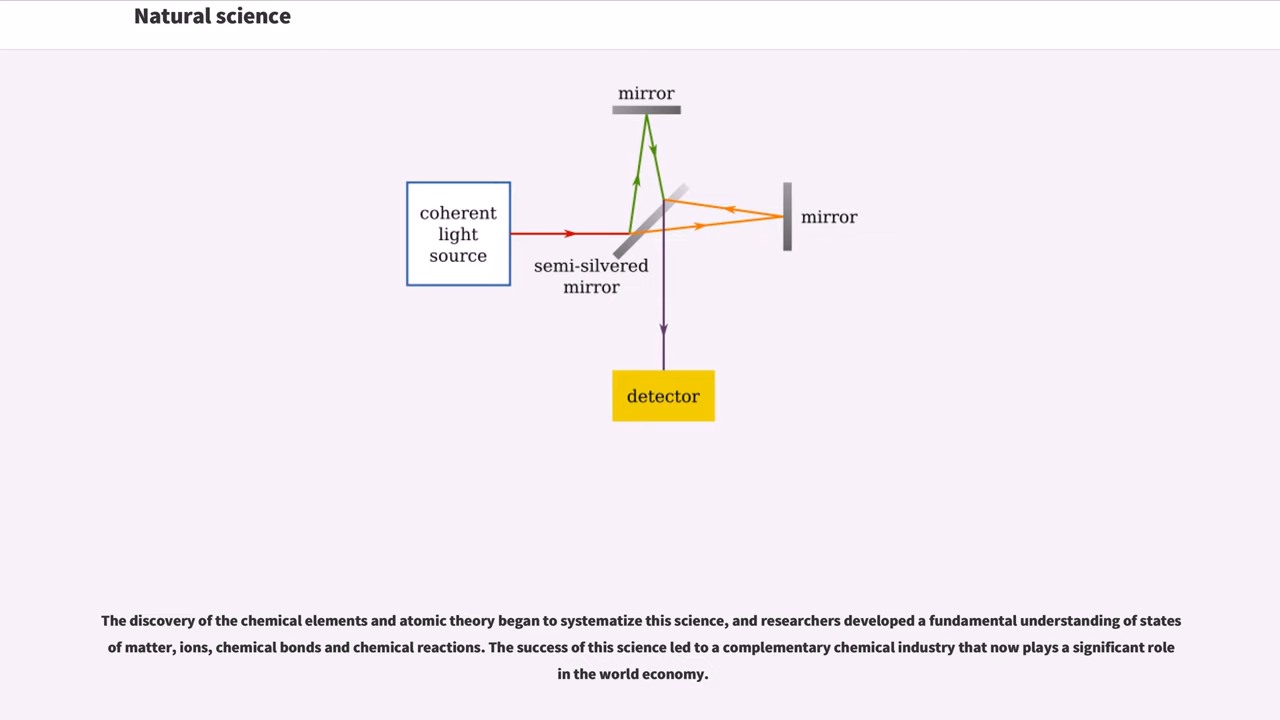 Natural science
mirror
coherent
light
source
mirror
semi-silvered
mirror
detector
The discovery of the chemical elements and atomic theory began to systematize this science, and researchers developed a fundamental understanding of states
of matter, ions, chemical bonds and chemical reactions. The success of this science led to a complementary chemical industry that now plays a significant role
in the world economy.